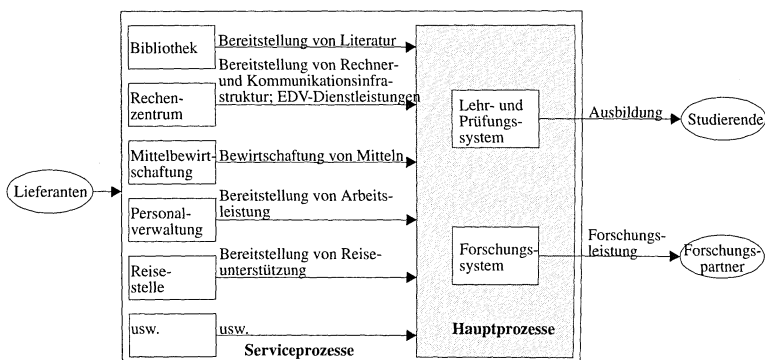 Bibliothek
Bereitstellung von Literatur
Bereitstellung von Rechner-
und Kommunikationsinfra-
struktur; EDV-Dienstleistungen
Rechen-
zentrum
Mittelbewirt-
schaftung
Bewirtschaftung von Mitteln
Lieferanten
Personal-
verwaltung
Bereitstellung von Arbeits-
leistung
Reise-
stelle
Bereitstellung von Reise-
unterstützung
usw.
usw.
Serviceprozesse
Lehr- und
Prüfungs-
system
Ausbildung
Studierende
Forschungs-
system
Forschungs-
leistung
Forschungs-
partner
Hauptprozesse